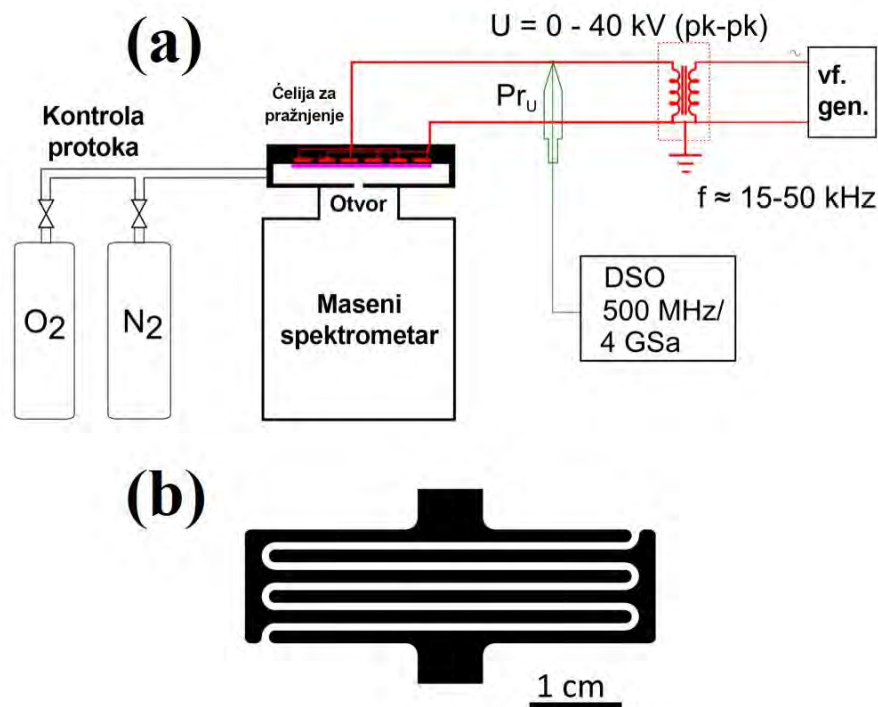 (a)
U = 0 - 40 kV (pk-pk)
Ćelija za
pražnjenje
Pr_U
~
vf.
gen.
Kontrola
protoka
Otvor
f ≈ 15-50 kHz
O2
N2
Maseni
spektrometar
DSO
500 MHz/
4 GSa
(b)
1 cm